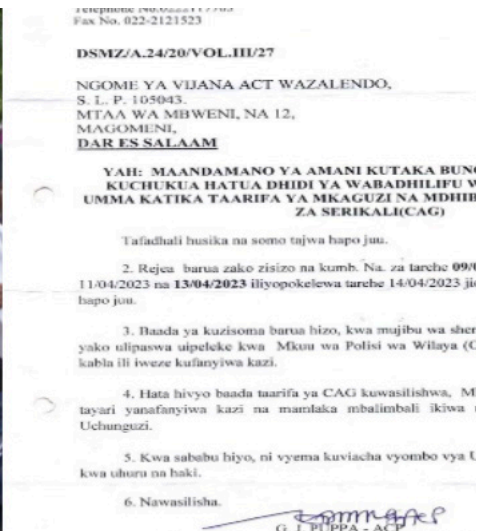 Fax No. 022-2121523
DSMZ/A.24/20/VOL.III/27
NGOME YA VIJANA ACT WAZALENDO,
S. L. P. 105043.
MTAA WA MBWENI, NA 12,
MAGOMENI,
DAR ES SALAAM
YAH: MAANDAMANO YA AMANI KUTAKA BUN
KUCHUKUA HATUA DHIDI YA WABADHILIFU
UMMA KATIKA TAARIFA YA MKAGUZI NA MDHIB
ZA SERIKALI(CAG)
Tafadhali husika na somo tajwa hapo juu.
2. Rejea barua zako zisizo na kumb. Na. za tarehe 09/
11/04/2023 na 13/04/2023 iliyopokelewa tarehe 14/04/2023
hapo juu.
3. Baada ya kuzisoma barua hizo, kwa mujibu wa sher
yako ulipaswa uipeleke kwa Mkuu wa Polisi wa Wilaya (
kabla ili iweze kufanyiwa kazi.
4. Hata hivyo baada taarifa ya CAG kuwasilishwa, M
tayari yanafanyiwa kazi na mamlaka mbalimbali ikiwa
Uchunguzi.
5. Kwa sababu hiyo, ni vyema kuviacha vyombo vya U
kwa uhuru na haki.
6. Nawasilisha.
G. J. PUPPA - ACP